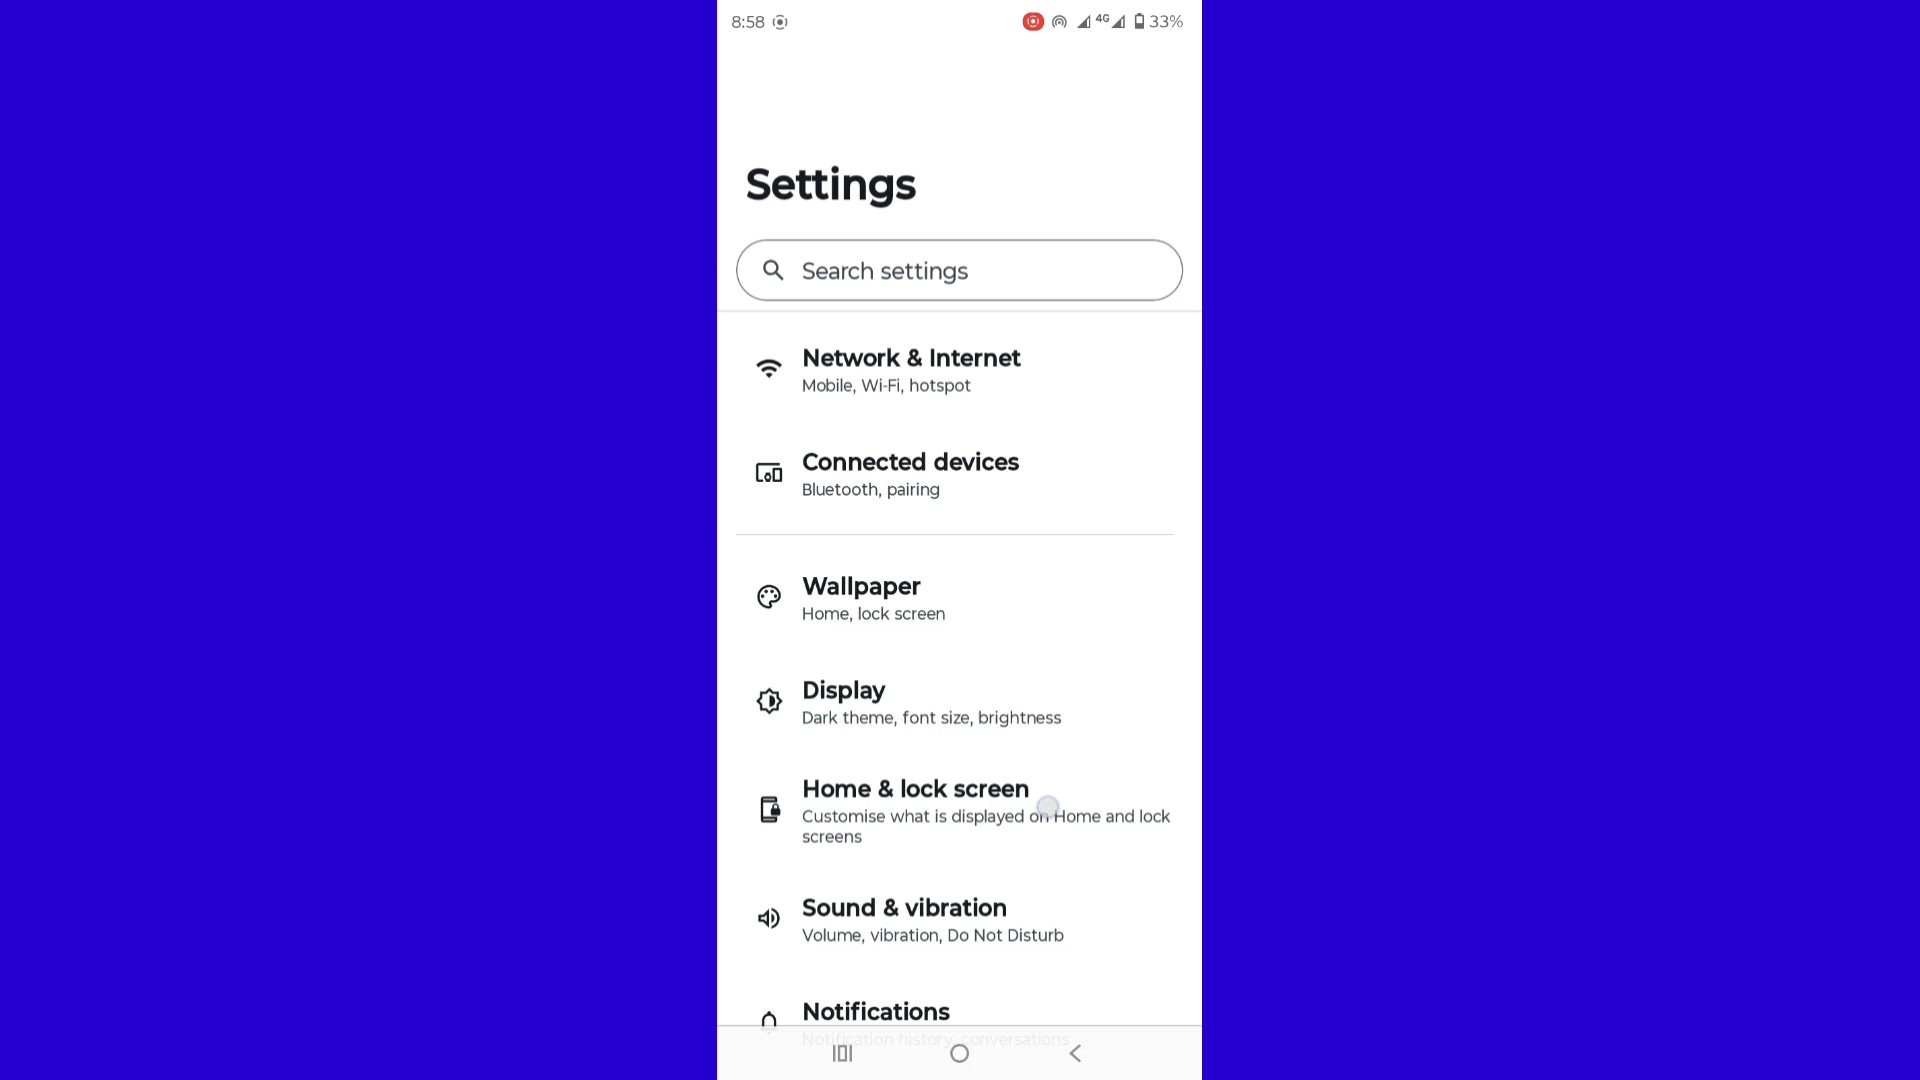 8:58
4G 33%
Settings
Search settings
Network & Internet
Mobile, Wi-Fi, hotspot
Connected devices
Bluetooth, pairing
Wallpaper
Home, lock screen
Display
Dark theme, font size, brightness
Home & lock screen
Customise what is displayed on Home and lock
screens
Sound & vibration
Volume, vibration, Do Not Disturb
Notifications
Notification history, conversations